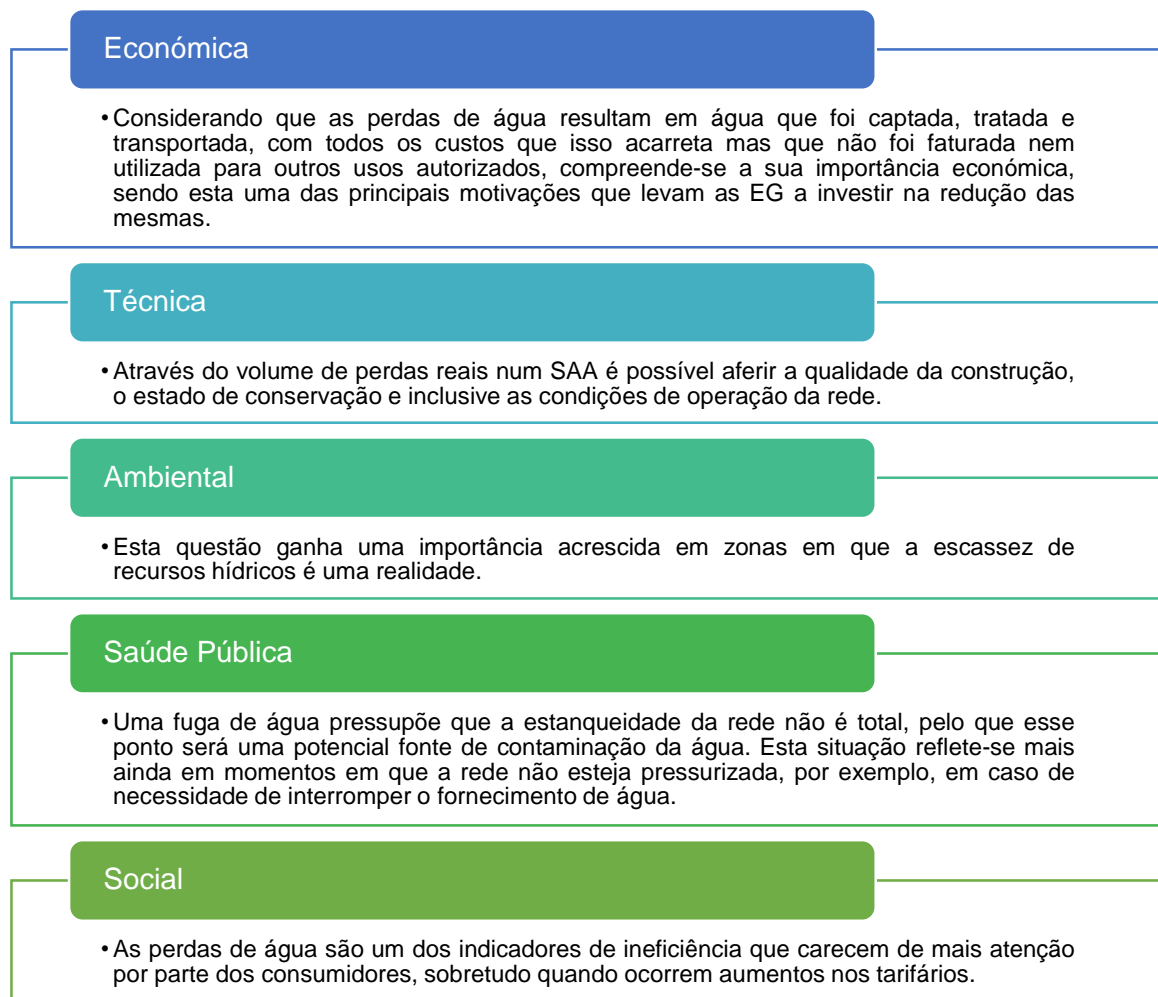 Económica
• Considerando que as perdas de água resultam em água que foi captada, tratada e
transportada, com todos os custos que isso acarreta mas que não foi faturada nem
utilizada para outros usos autorizados, compreende-se a sua importância económica,
sendo esta uma das principais motivações que levam as EG a investir na redução das
mesmas.
Técnica
• Através do volume de perdas reais num SAA é possível aferir a qualidade da construção,
o estado de conservação e inclusive as condições de operação da rede.
Ambiental
• Esta questão ganha uma importância acrescida em zonas em que a escassez de
recursos hídricos é uma realidade.
Saúde Pública
• Uma fuga de água pressupõe que a estanqueidade da rede não é total, pelo que esse
ponto será uma potencial fonte de contaminação da água. Esta situação reflete-se mais
ainda em momentos em que a rede não esteja pressurizada, por exemplo, em caso de
necessidade de interromper o fornecimento de água.
Social
• As perdas de água são um dos indicadores de ineficiência que carecem de mais atenção
por parte dos consumidores, sobretudo quando ocorrem aumentos nos tarifários.